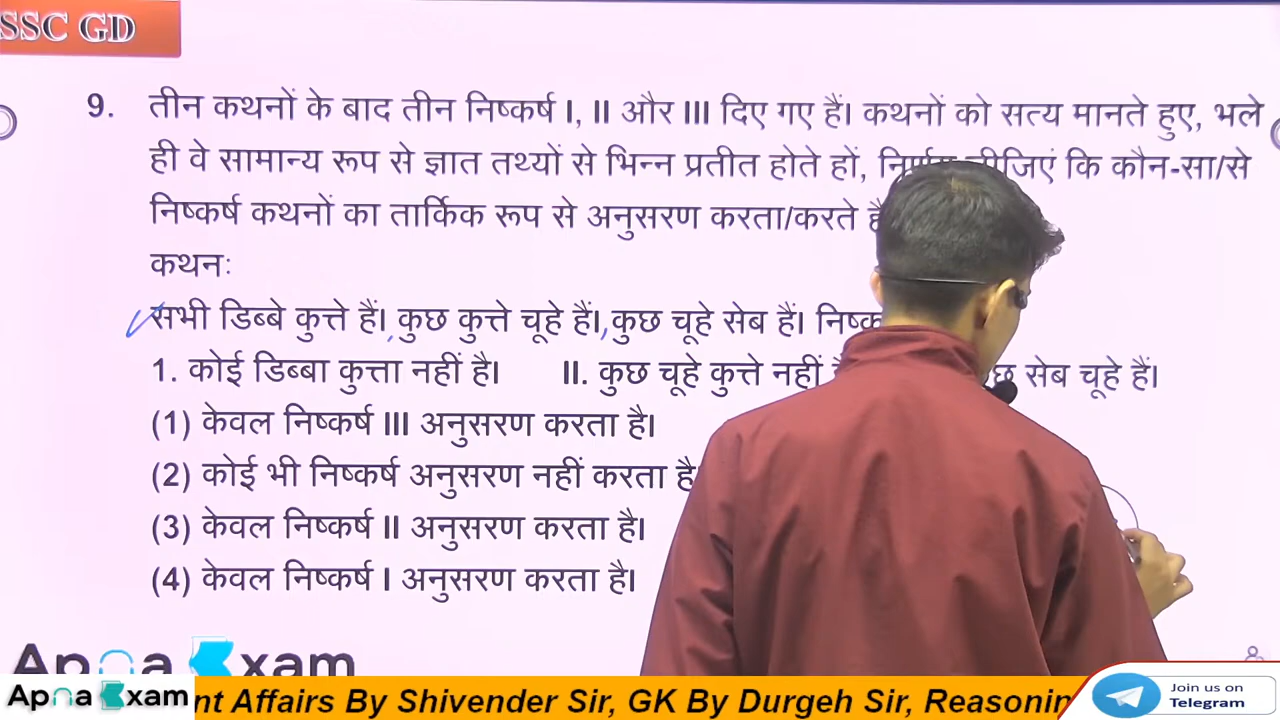 SSC GD
9. तीन कथनों के बाद तीन निष्कर्ष I, II और III दिए गए हैं। कथनों को सत्य मानते हुए, भले
ही वे सामान्य रूप से ज्ञात तथ्यों से भिन्न प्रतीत होते हों, कि कौन-सा/से
निष्कर्ष कथनों का तार्किक रूप से अनुसरण करता/करते
कथनः
सभी डिब्बे कुत्ते हैं। कुछ कुत्ते चूहे हैं। कुछ चूहे सेब हैं।
1. कोई डिब्बा कुत्ता नहीं है। II. कुछ चूहे कुत्ते नहीं सेब चूहे हैं।
(1) केवल निष्कर्ष III अनुसरण करता है।
(2) कोई भी निष्कर्ष अनुसरण नहीं करता है
(3) केवल निष्कर्ष II अनुसरण करता है।
(4) केवल निष्कर्ष I अनुसरण करता है।
Apna Exam
Apna Exam nt Affairs By Shivender Sir, GK By Durgeh Sir, Reasonin
Join us on
Telegram